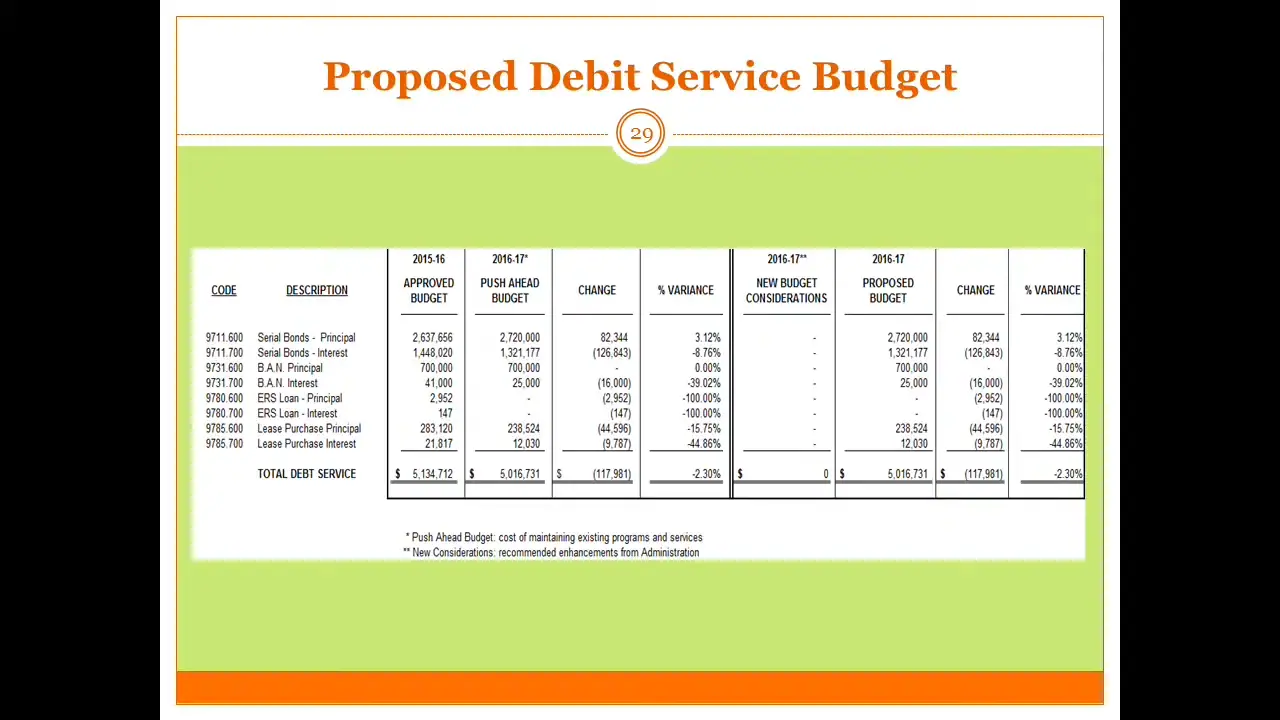 Proposed Debit Service Budget
29
2015-16 2016-17* 2016-17** 2016-17
CODE DESCRIPTION APPROVED BUDGET PUSH AHEAD BUDGET CHANGE % VARIANCE NEW BUDGET CONSIDERATIONS PROPOSED BUDGET CHANGE % VARIANCE
9711.600 Serial Bonds - Principal 2,637,656 2,720,000 82,344 3.12% - 2,720,000 82,344 3.12%
9711.700 Serial Bonds - Interest 1,448,020 1,321,177 (126,843) -8.76% - 1,321,177 (126,843) -8.76%
9731.600 B.A.N. Principal 700,000 700,000 - 0.00% - 700,000 - 0.00%
9731.700 B.A.N. Interest 41,000 25,000 (16,000) -39.02% - 25,000 (16,000) -39.02%
9780.600 ERS Loan - Principal 2,952 - (2,952) -100.00% - - (2,952) -100.00%
9780.700 ERS Loan - Interest 147 - (147) -100.00% - - (147) -100.00%
9785.600 Lease Purchase Principal 283,120 238,524 (44,596) -15.75% - 238,524 (44,596) -15.75%
9785.700 Lease Purchase Interest 21,817 12,030 (9,787) -44.86% - 12,030 (9,787) -44.86%
TOTAL DEBT SERVICE $ 5,134,712 $ 5,016,731 $ (117,981) -2.30% $ 0 $ 5,016,731 $ (117,981) -2.30%
* Push Ahead Budget: cost of maintaining existing programs and services
** New Considerations: recommended enhancements from Administration